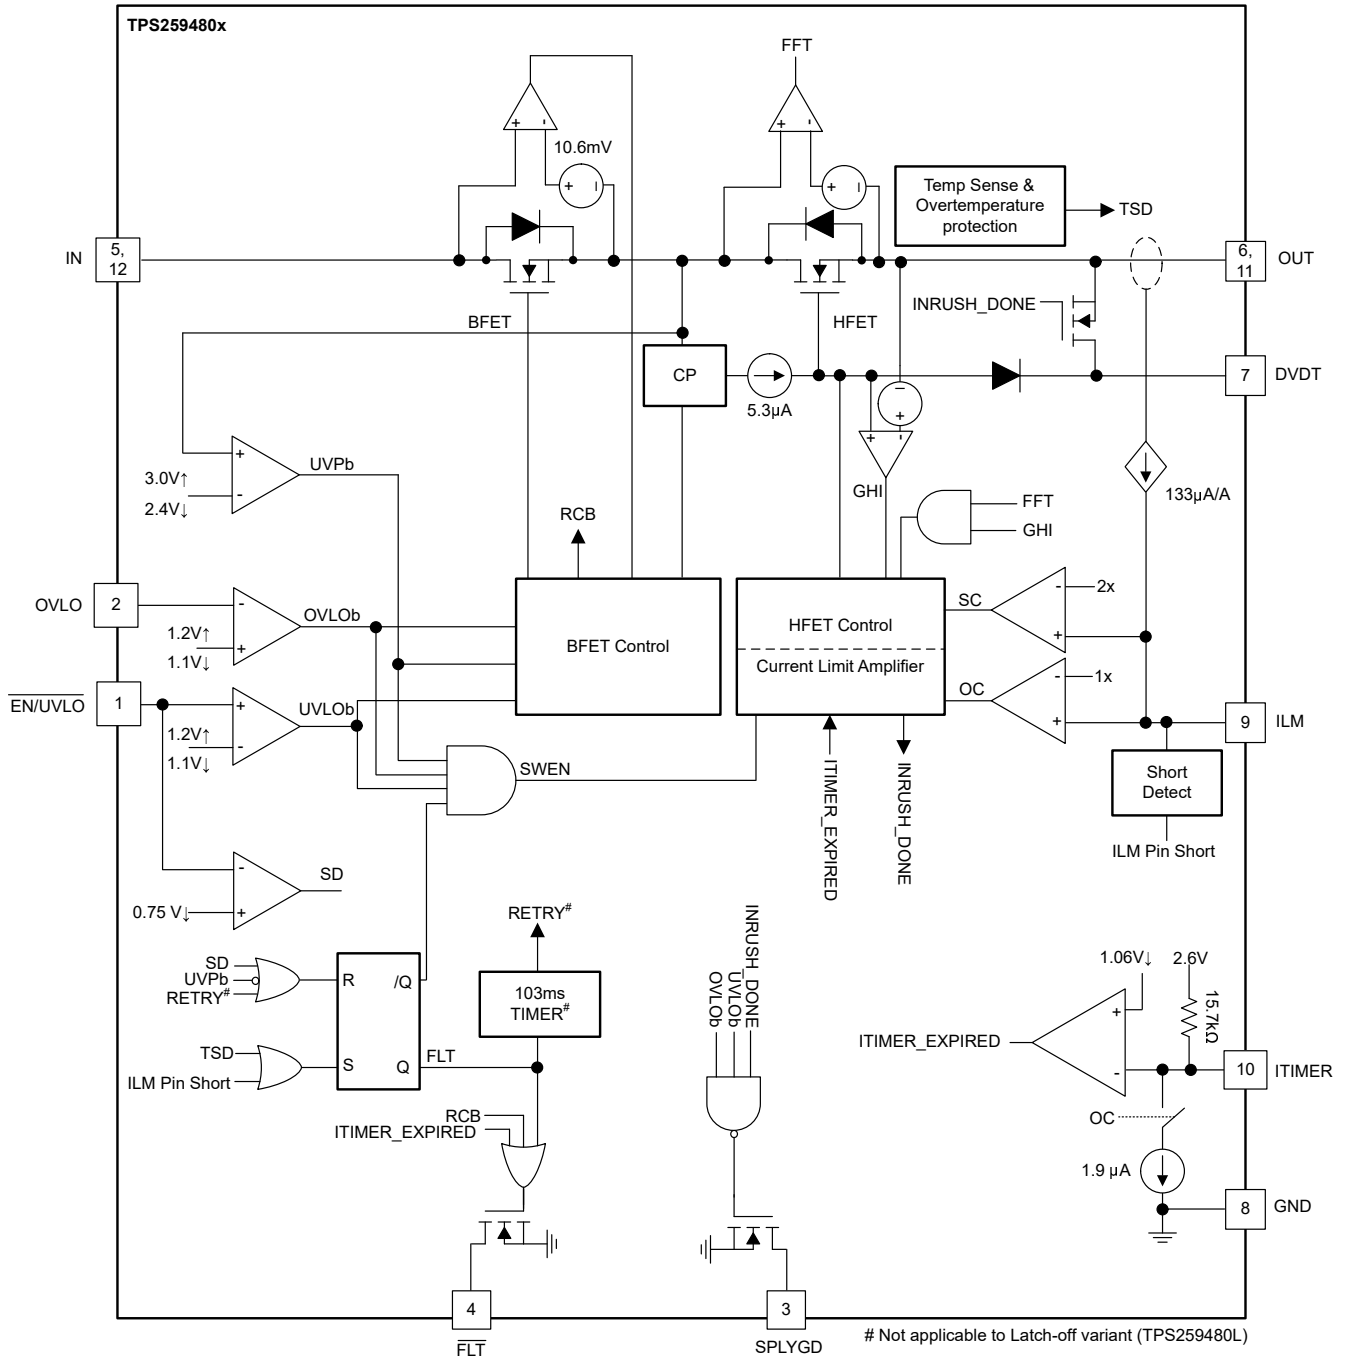 TPS259480x
FFT
+
-
10.6mV
+
-
+
-
+
-
Temp Sense &
Overtemperature
protection
TSD
IN
5,
12
6,
11
OUT
INRUSH_DONE
BFET
HFET
CP
5.3µA
7
DVDT
-
+
+
-
GHI
+
-
UVPb
3.0V↑
2.4V↓
133µA/A
RCB
FFT
GHI
OVLO
2
-
+
OVLOb
1.2V↑
1.1V↓
BFET Control
HFET Control
Current Limit Amplifier
SC
-
+
2x
OC
-
+
1x
EN/UVLO
1
+
-
UVLOb
1.2V↑
1.1V↓
9
ILM
SWEN
ITIMER_EXPIRED
INRUSH_DONE
Short
Detect
ILM Pin Short
-
+
SD
0.75 V↓
RETRY#
SD
UVPb
RETRY#
R
/Q
103ms
TIMER#
OVLOb
UVLOb
INRUSH_DONE
TSD
ILM Pin Short
S
Q
FLT
1.06V↓
2.6V
15.7kΩ
+
-
ITIMER_EXPIRED
10
ITIMER
RCB
ITIMER_EXPIRED
OC
1.9 µA
8
GND
4
FLT
3
SPLYGD
# Not applicable to Latch-off variant (TPS259480L)